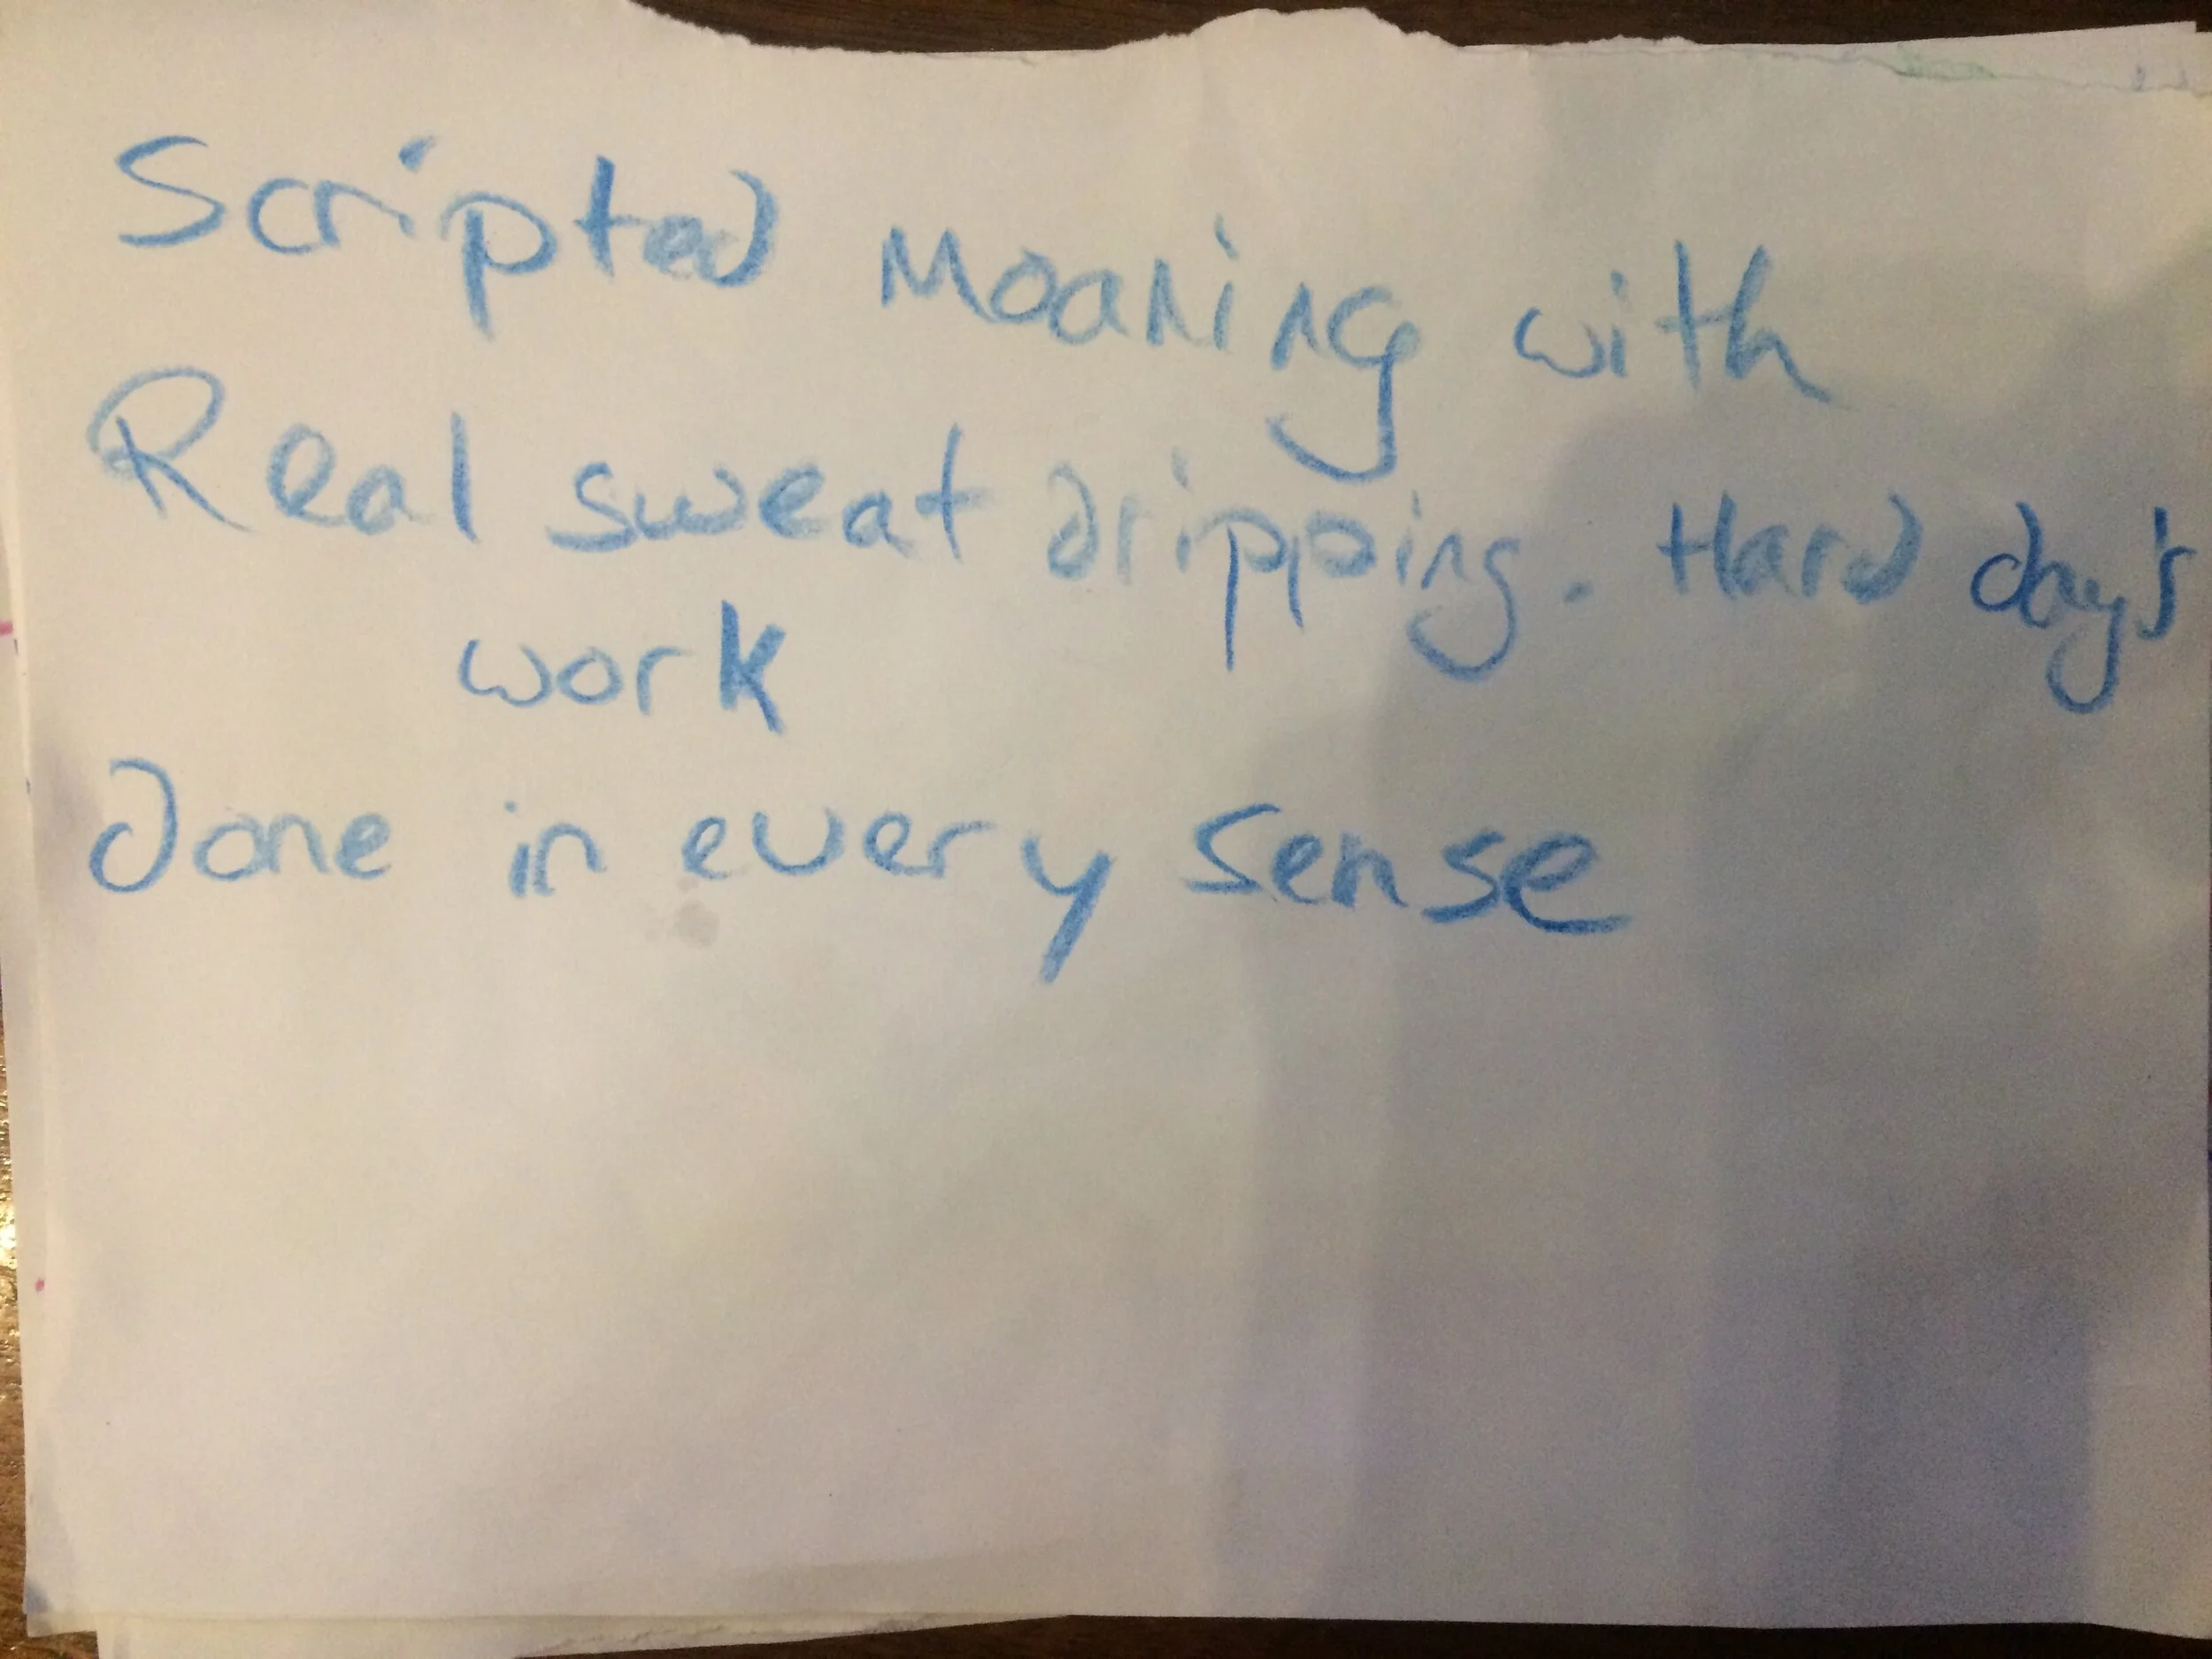 Scripted Moaning with
Real sweat dripping. Hard day's
work
Done in every sense